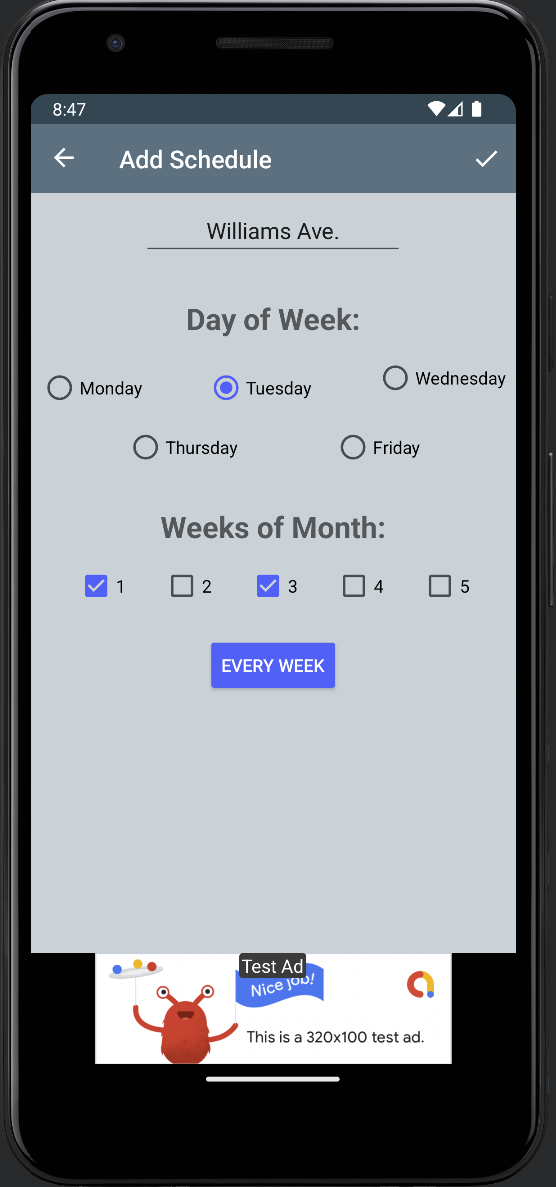 8:47
Add Schedule
Williams Ave.
Day of Week:
Monday Tuesday Wednesday
Thursday Friday
Weeks of Month:
1 2 3 4 5
EVERY WEEK
Test Ad
Nice job!
This is a 320x100 test ad.